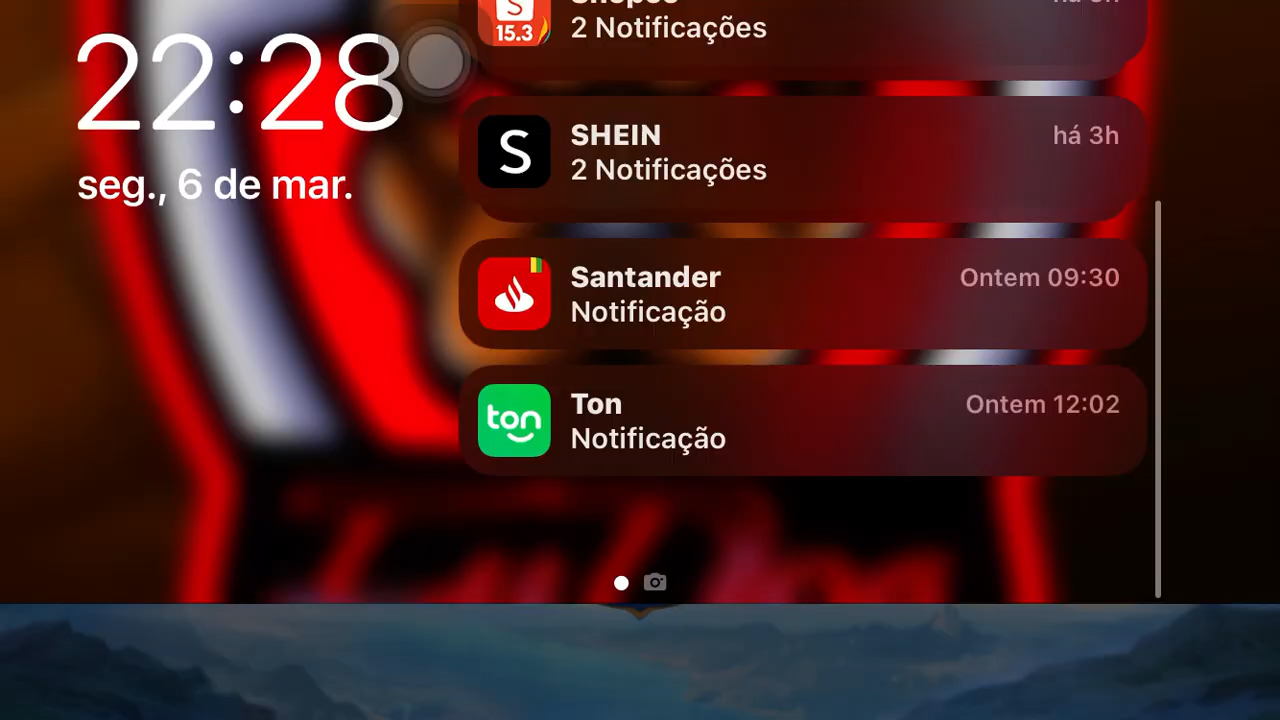 22:28
seg., 6 de mar.
15.3
2 Notificações
SHEIN
há 3h
2 Notificações
Santander
Ontem 09:30
Notificação
ton
Ton
Ontem 12:02
Notificação